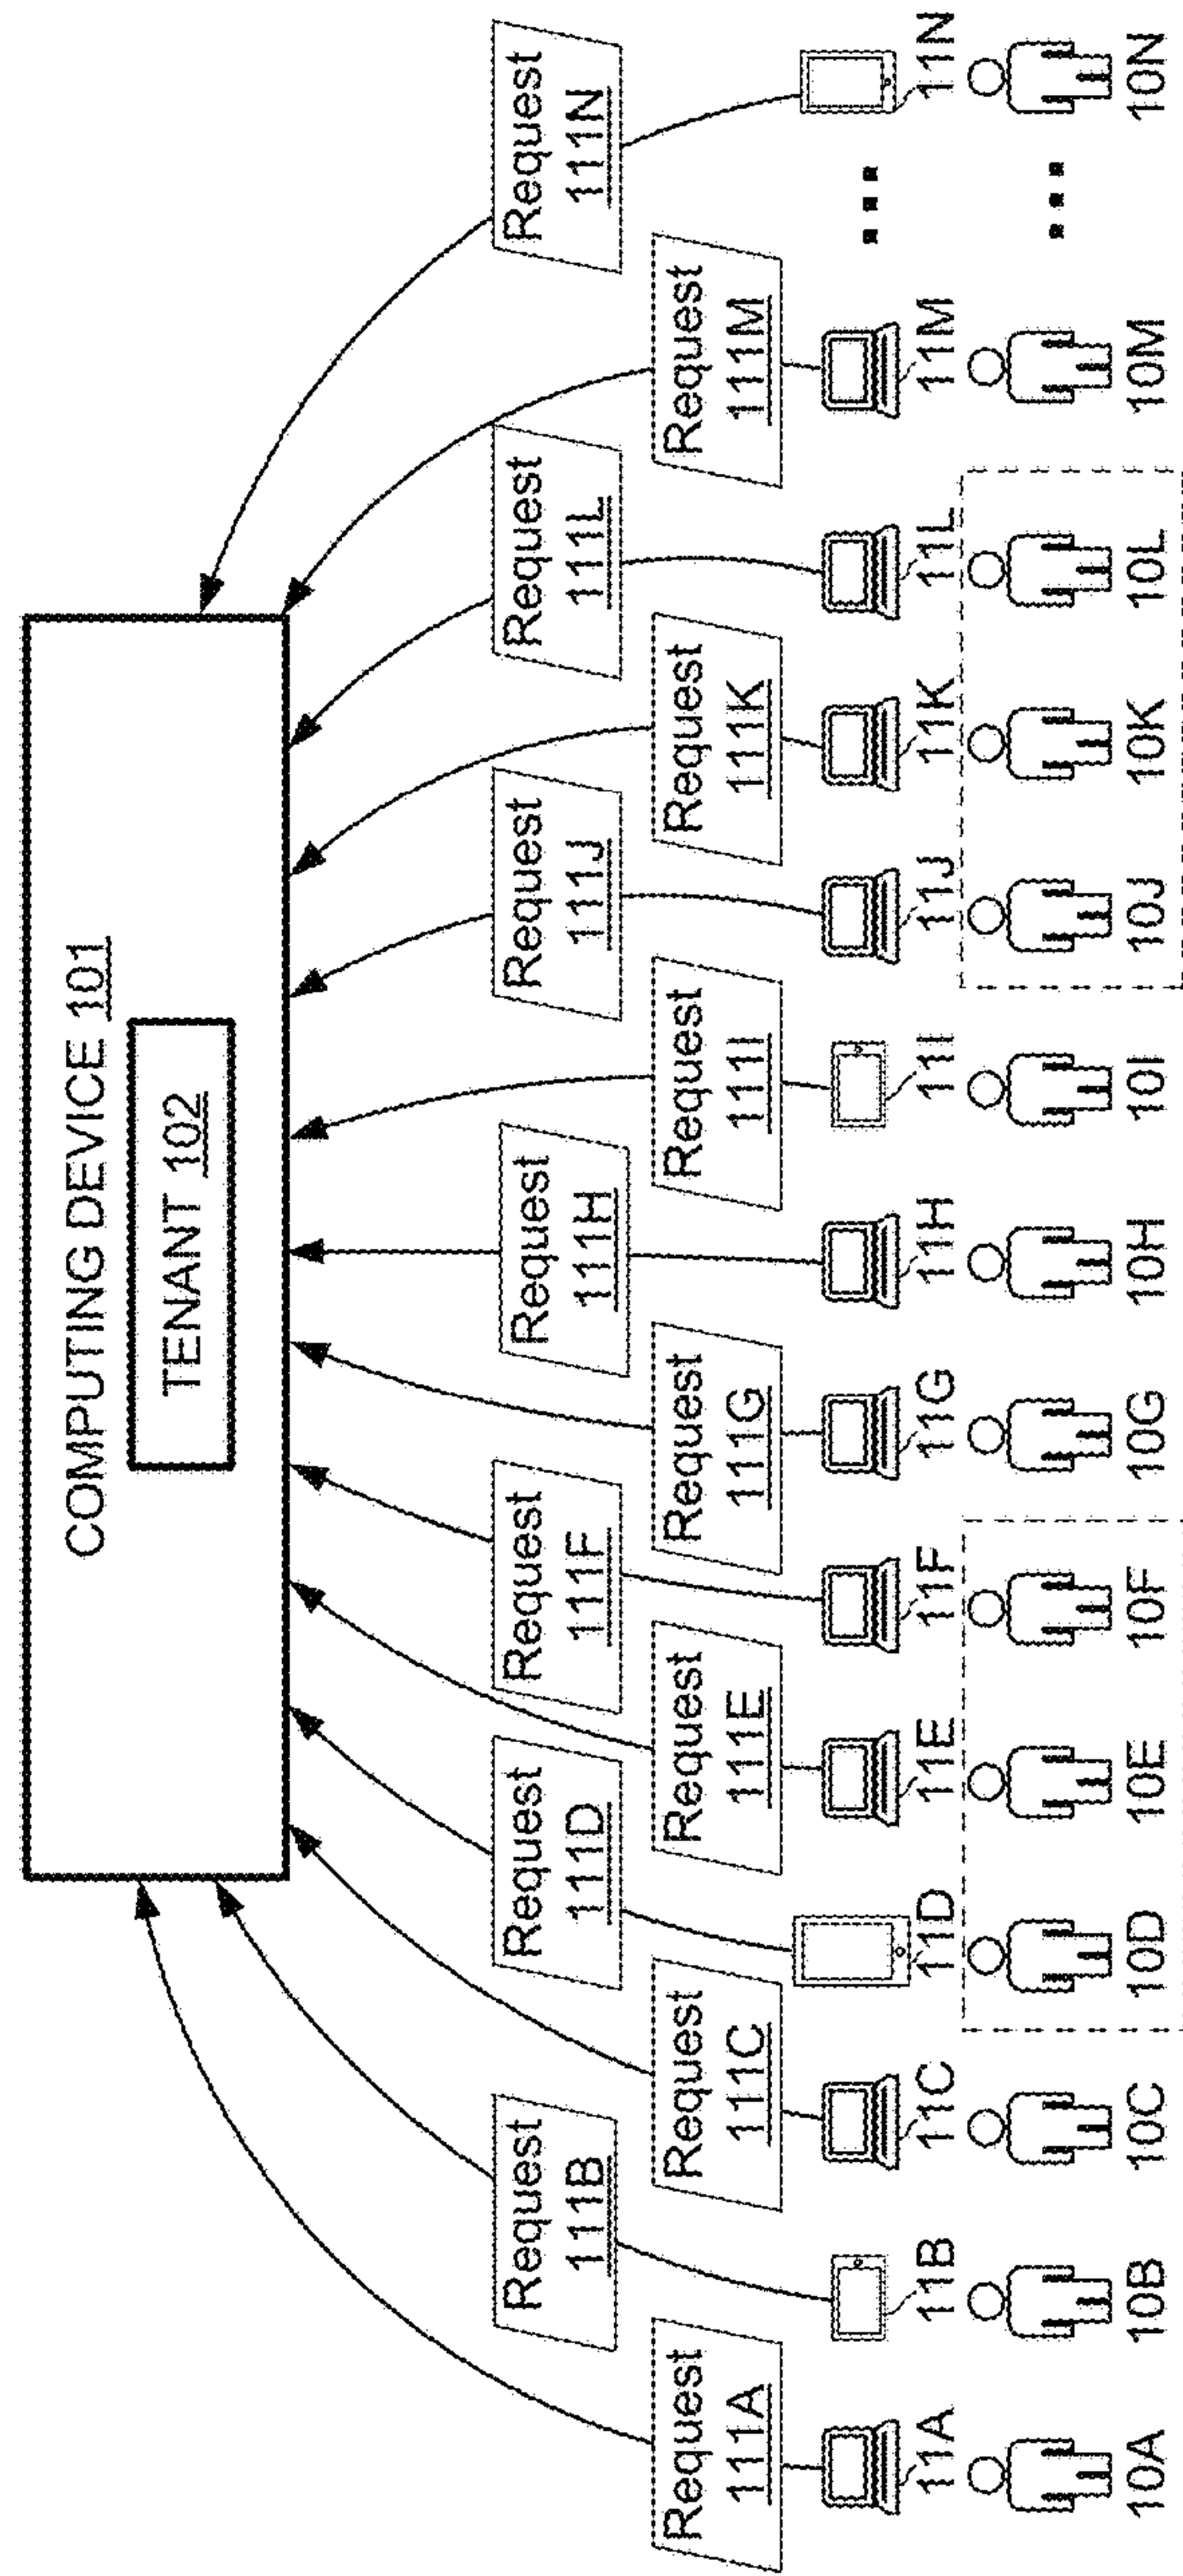 COMPUTING DEVICE 101
TENANT 102
Request
111A
Request
111B
Request
111C
Request
111D
Request
111E
Request
111F
Request
111G
Request
111H
Request
111I
Request
111J
Request
111K
Request
111L
Request
111M
Request
111N
11A
11B
11C
11D
11E
11F
11G
11H
11I
11J
11K
11L
11M
11N
10A
10B
10C
10D
10E
10F
10G
10H
10I
10J
10K
10L
10M
10N